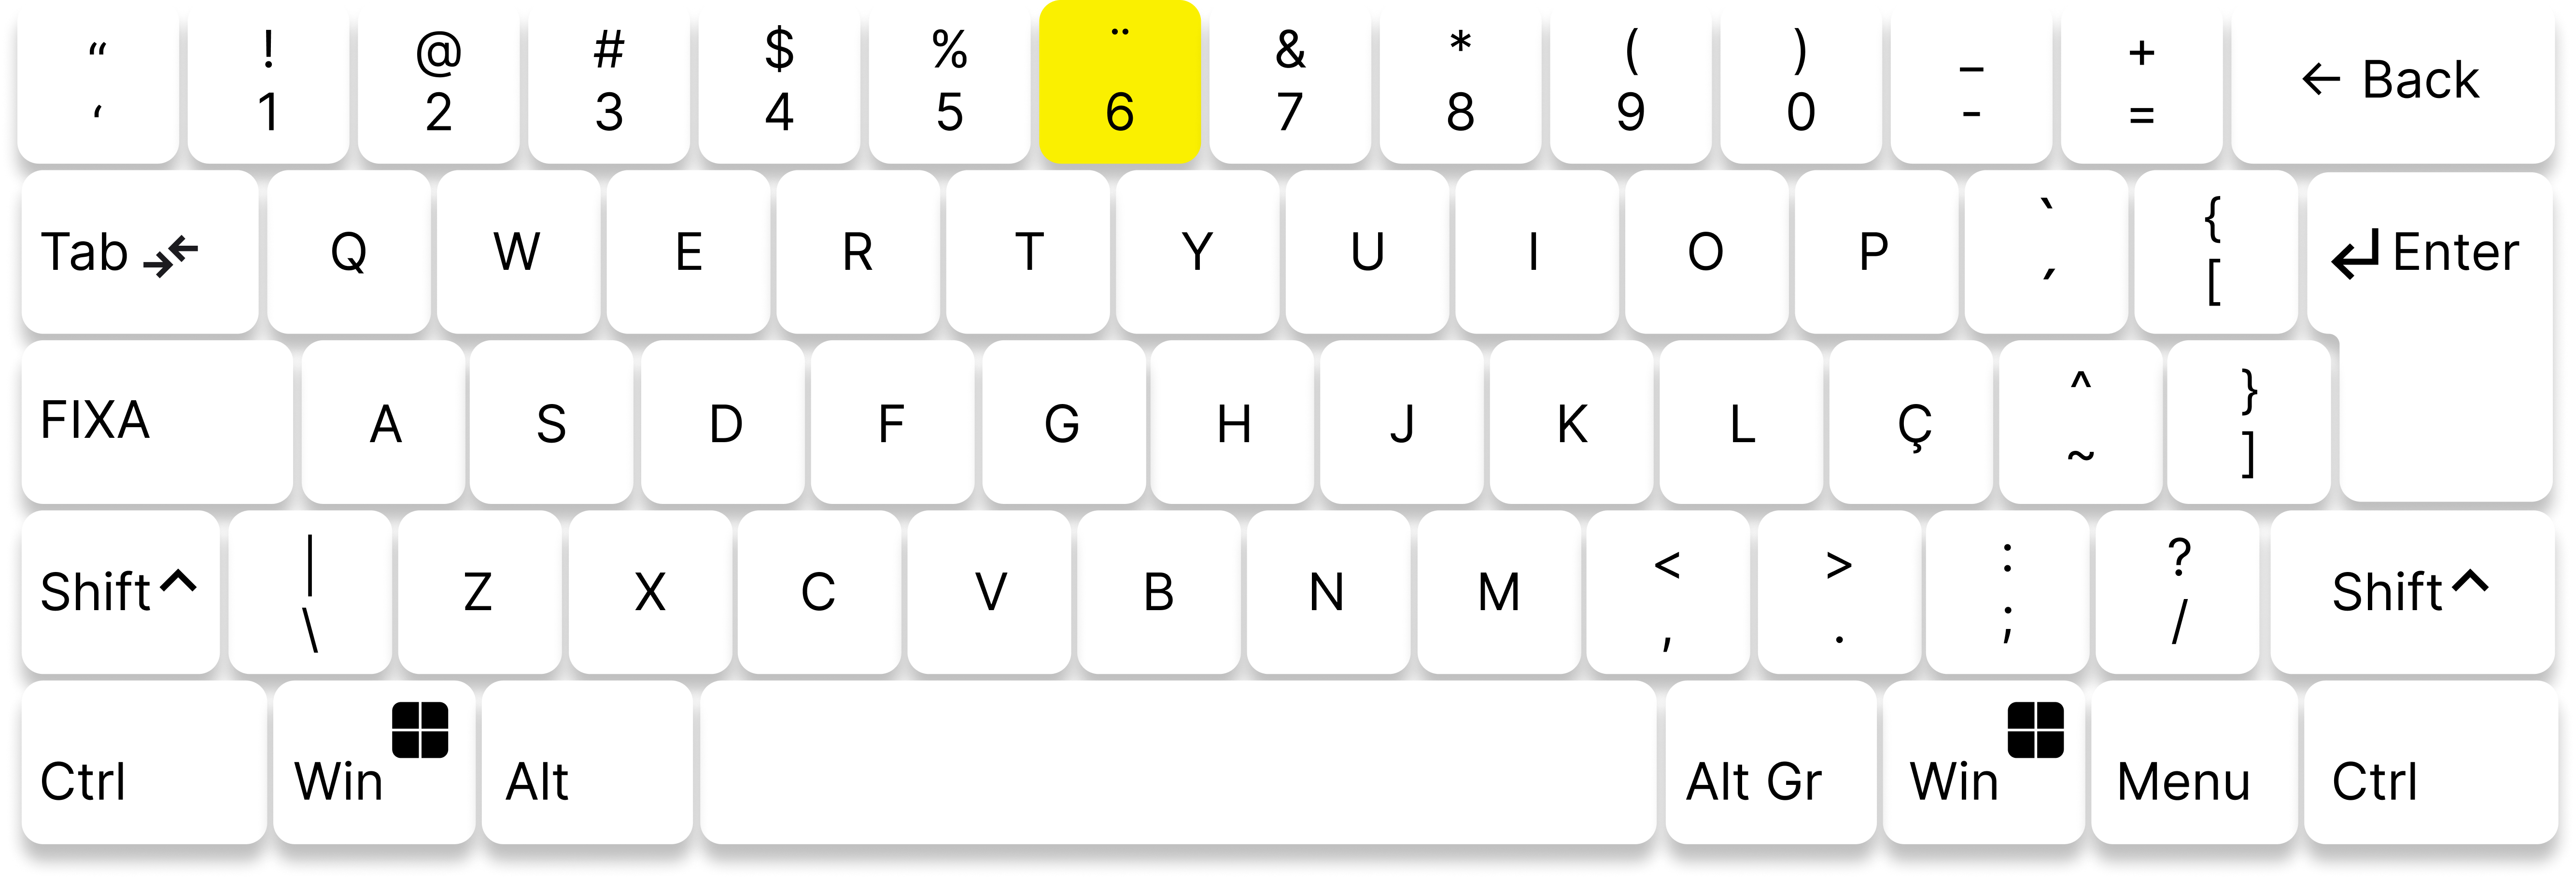 “ ! @ # $ % ¨ & * ( ) _ +
‘ 1 2 3 4 5 6 7 8 9 0 - = ← Back
Tab Q W E R T Y U I O P ` ´ { [ Enter
FIXA A S D F G H J K L Ç ^ ~ } ]
Shift | \ Z X C V B N M < , > . : ; ? / Shift
Ctrl Win Alt Alt Gr Win Menu Ctrl